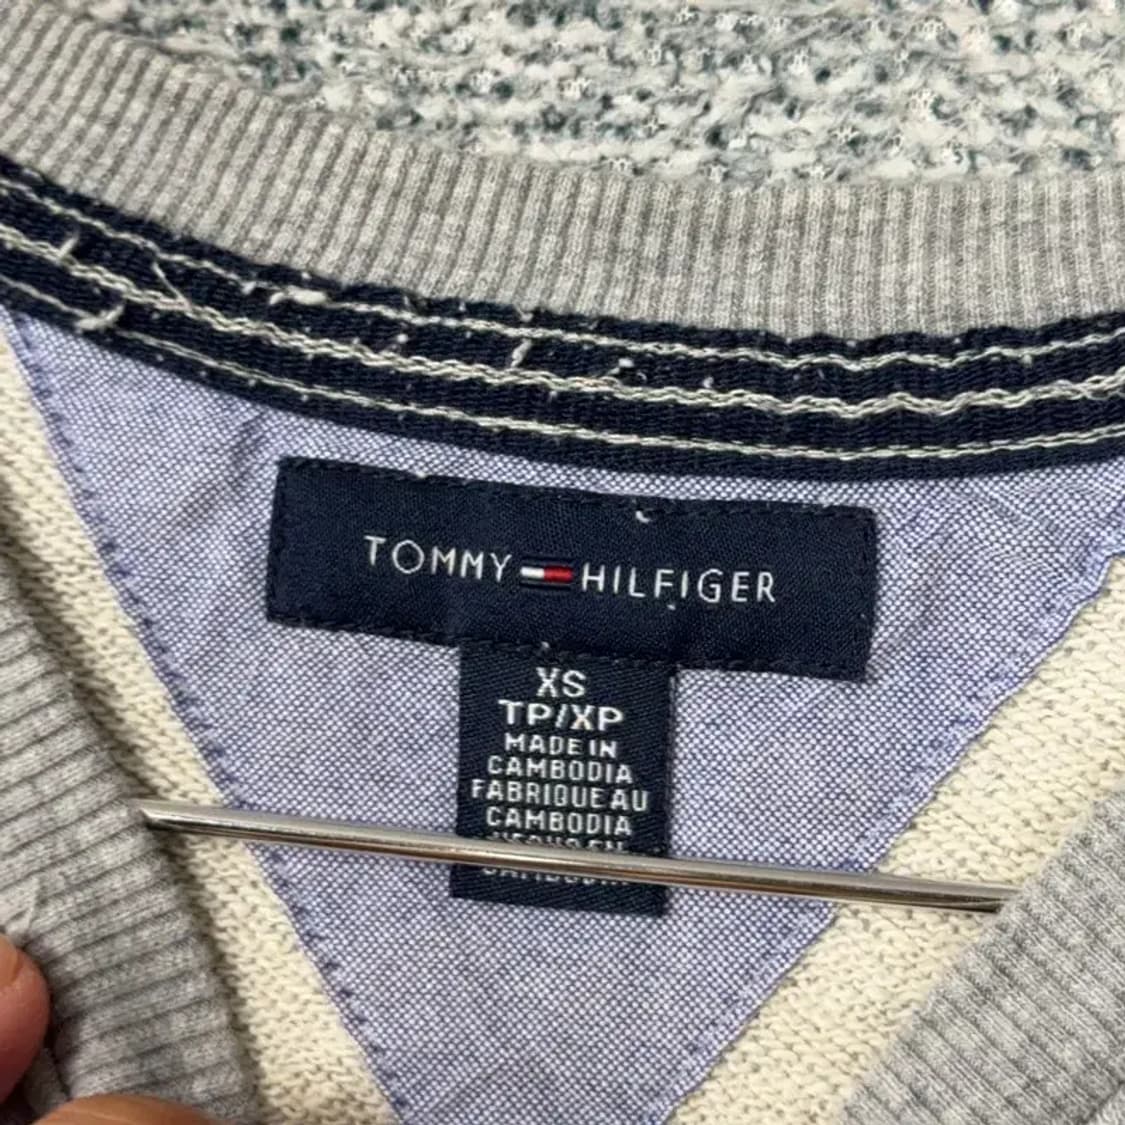 TOMMY HILFIGER
XS
TP/XP
MADE IN
CAMBODIA
FABRIQUE AU
CAMBODIA